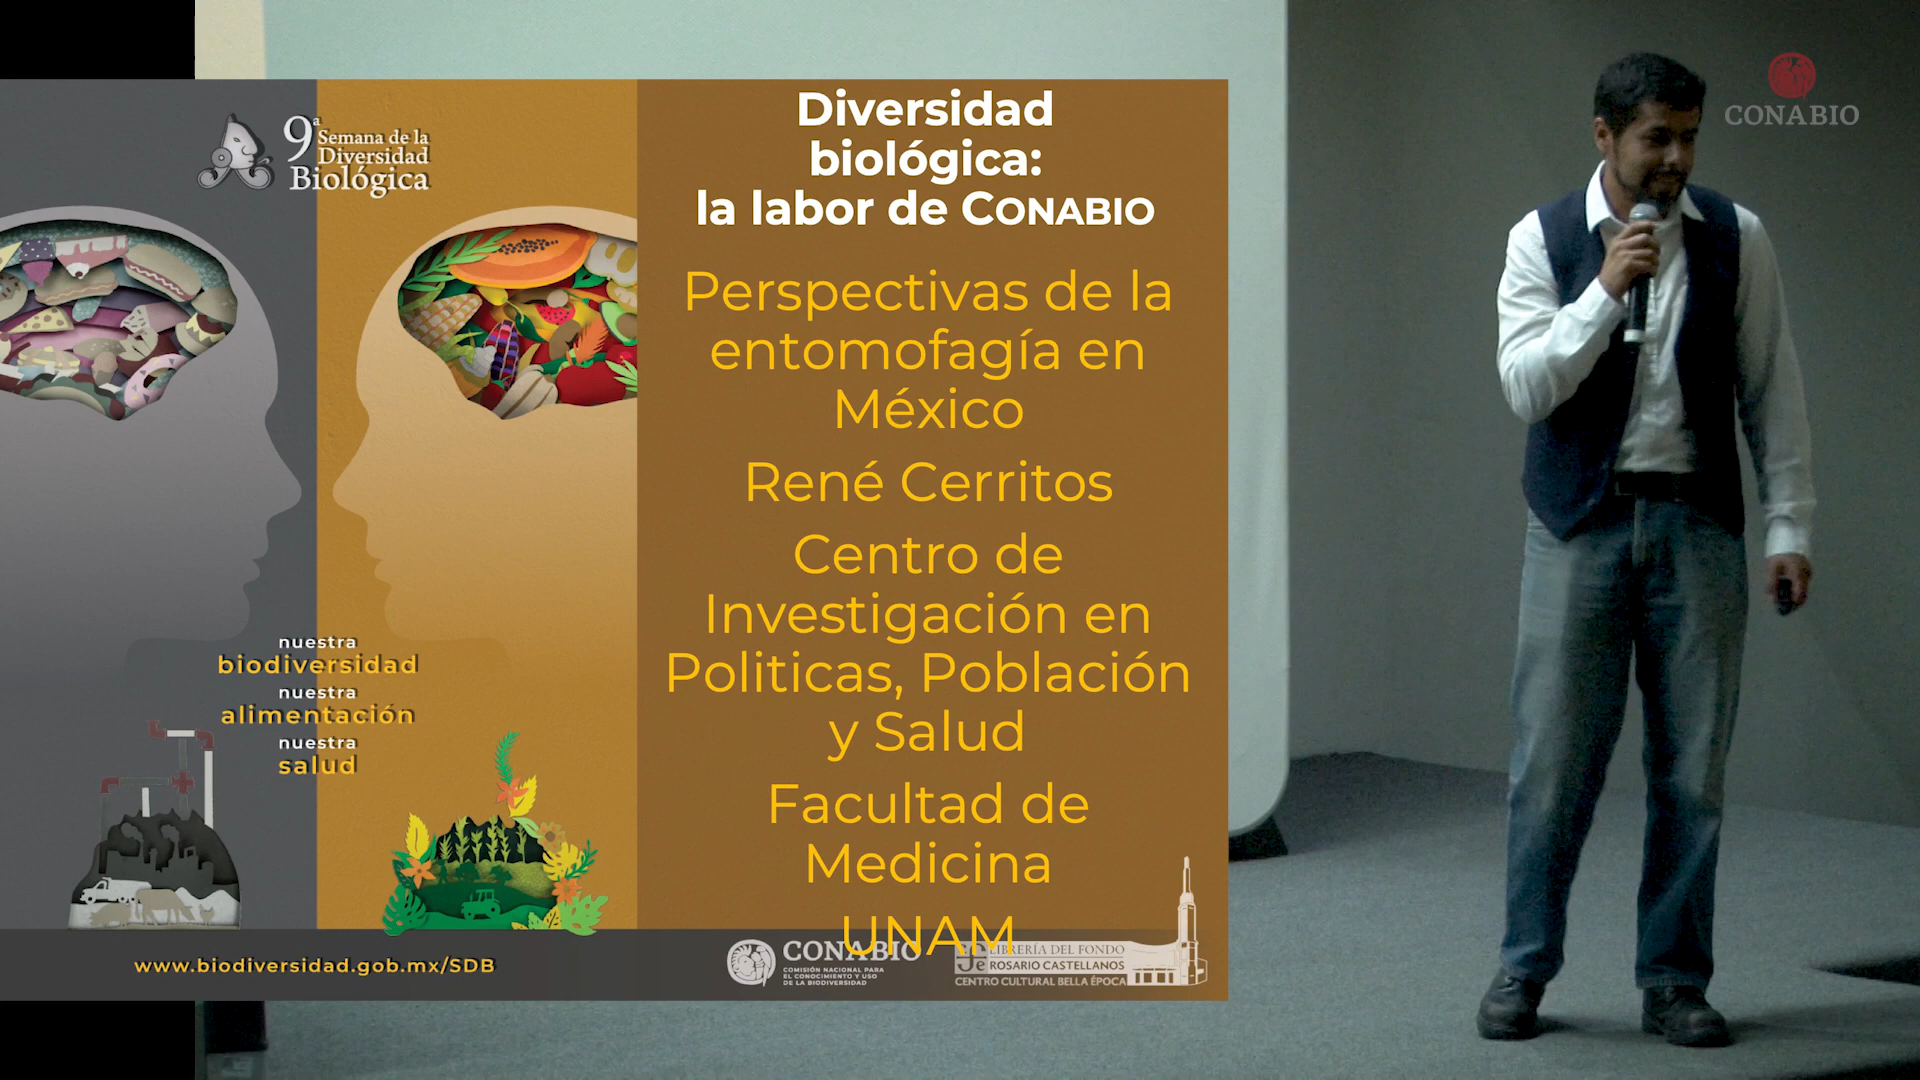 9ª Semana de la
Diversidad
Biológica
nuestra
biodiversidad
nuestra
alimentación
nuestra
salud
www.biodiversidad.gob.mx/SDB
Diversidad
biológica:
la labor de CONABIO
Perspectivas de la
entomofagía en
México
René Cerritos
Centro de
Investigación en
Politicas, Población
y Salud
Facultad de
Medicina
UNAM
CONABIO
COMISIÓN NACIONAL PARA
EL CONOCIMIENTO Y USO
DE LA BIODIVERSIDAD
LIBRERÍA DEL FONDO
ROSARIO CASTELLANOS
CENTRO CULTURAL BELLA ÉPOCA
CONABIO